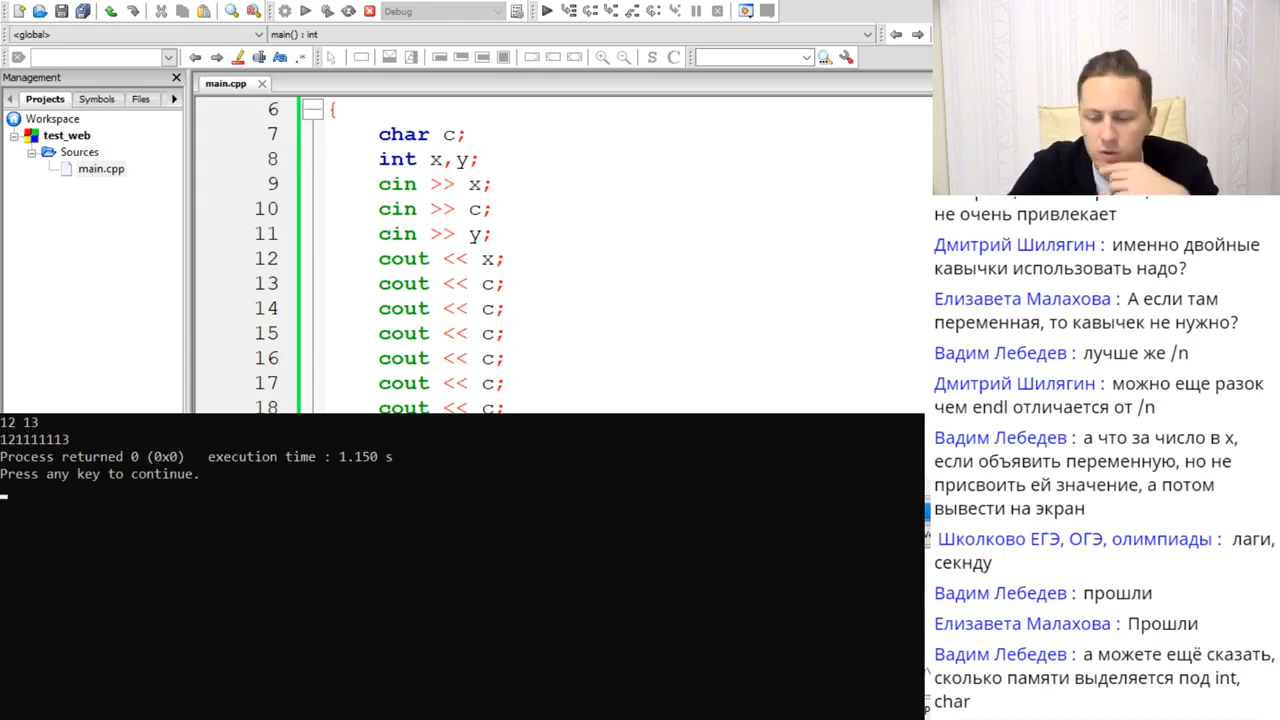 Debug
<global>
main() : int
S C
Management
main.cpp
Projects
Symbols
Files
Workspace
test_web
Sources
main.cpp
6 {
7 char c;
8 int x,y;
9 cin >> x;
10 cin >> c;
11 cin >> y;
12 cout << x;
13 cout << c;
14 cout << c;
15 cout << c;
16 cout << c;
17 cout << c;
18 cout << c;
12 13
121111113
Process returned 0 (0x0) execution time : 1.150 s
Press any key to continue.
не очень привлекает
Дмитрий Шилягин : именно двойные
кавычки использовать надо?
Елизавета Малахова : А если там
переменная, то кавычек не нужно?
Вадим Лебедев : лучше же /n
Дмитрий Шилягин : можно еще разок
чем endl отличается от /n
Вадим Лебедев : а что за число в x,
если объявить переменную, но не
присвоить ей значение, а потом
вывести на экран
Школково ЕГЭ, ОГЭ, олимпиады : лаги,
секнду
Вадим Лебедев : прошли
Елизавета Малахова : Прошли
Вадим Лебедев : а можете ещё сказать,
сколько памяти выделяется под int,
char